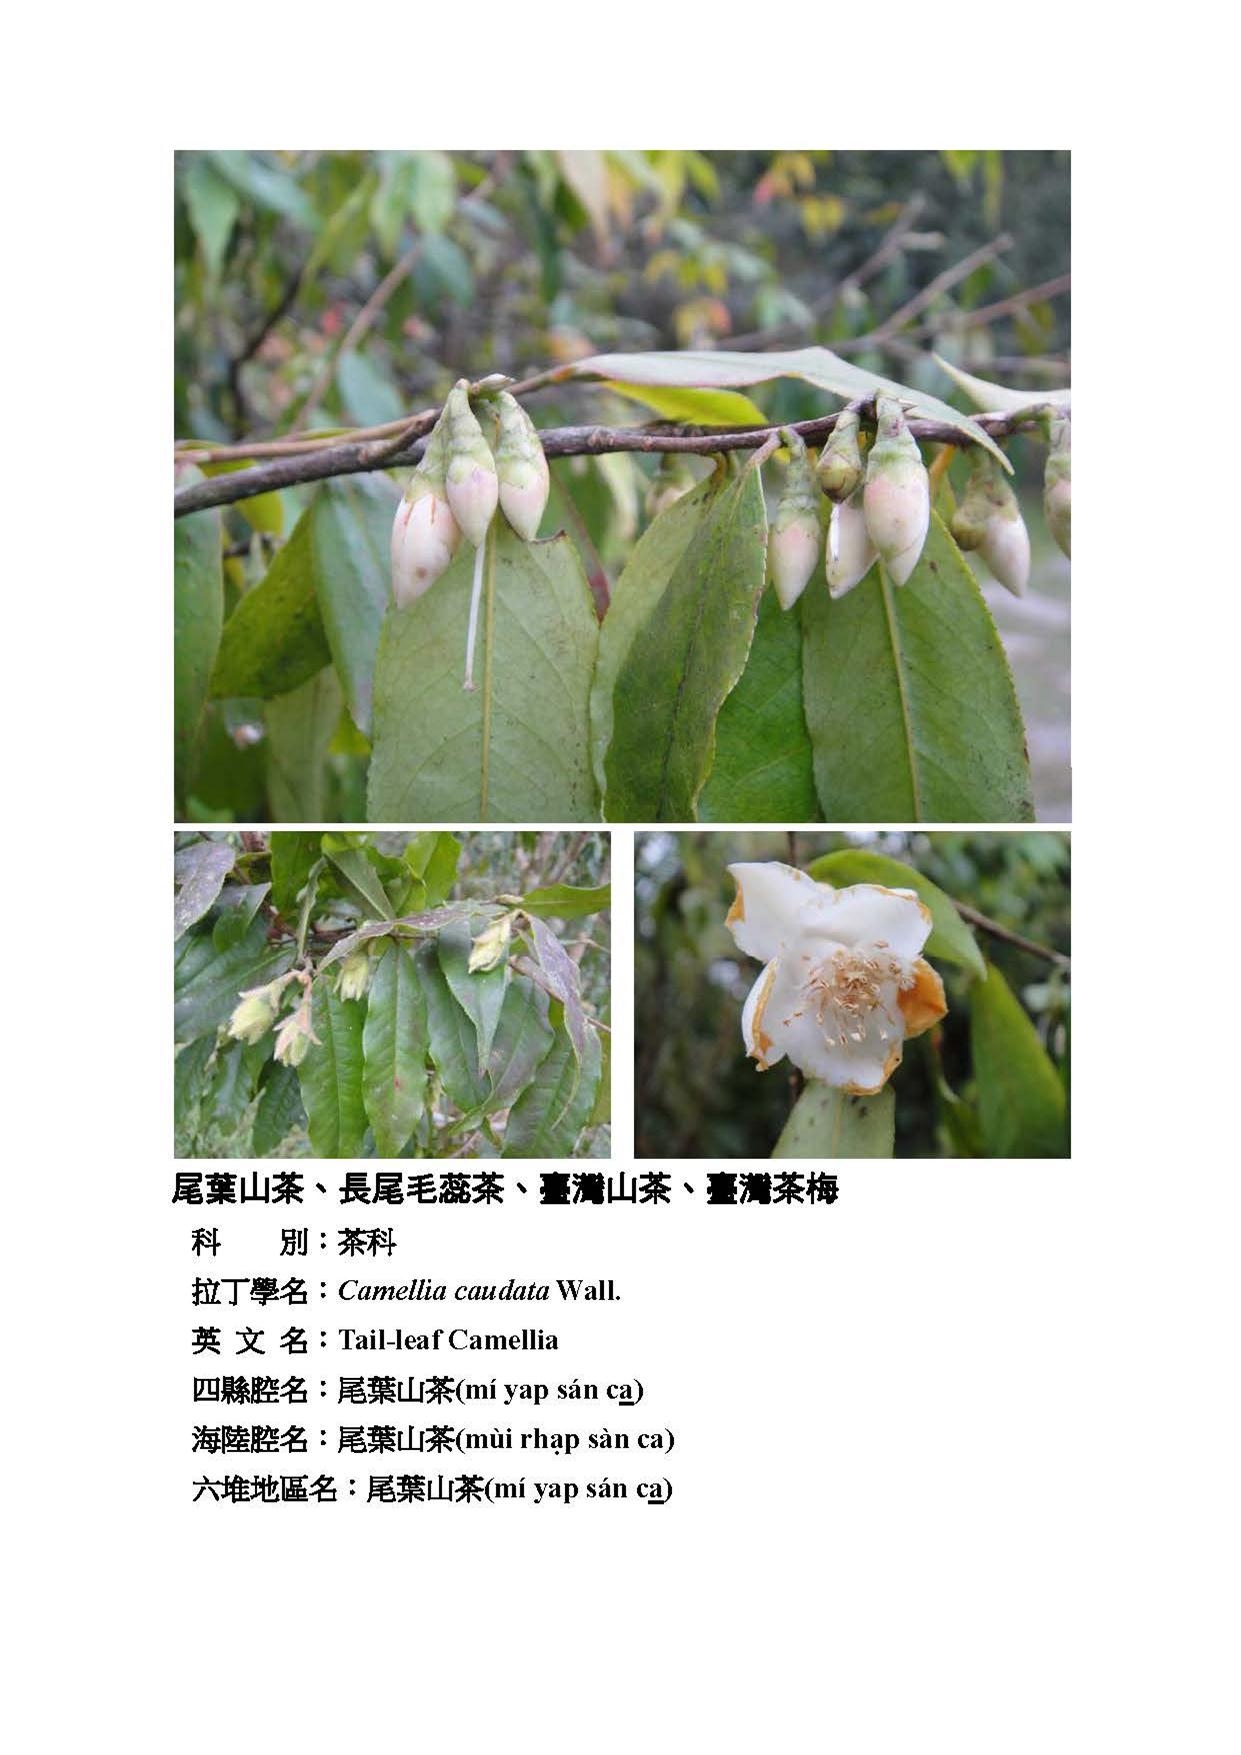 尾葉山茶、長尾毛蕊茶、臺灣山茶、臺灣茶梅
科　　別：茶科
拉丁學名：Camellia caudata Wall.
英 文 名：Tail-leaf Camellia
四縣腔名：尾葉山茶(mí yap sán ca̲)
海陸腔名：尾葉山茶(mùi rha̩p sàn ca)
六堆地區名：尾葉山茶(mí yap sán ca̲)